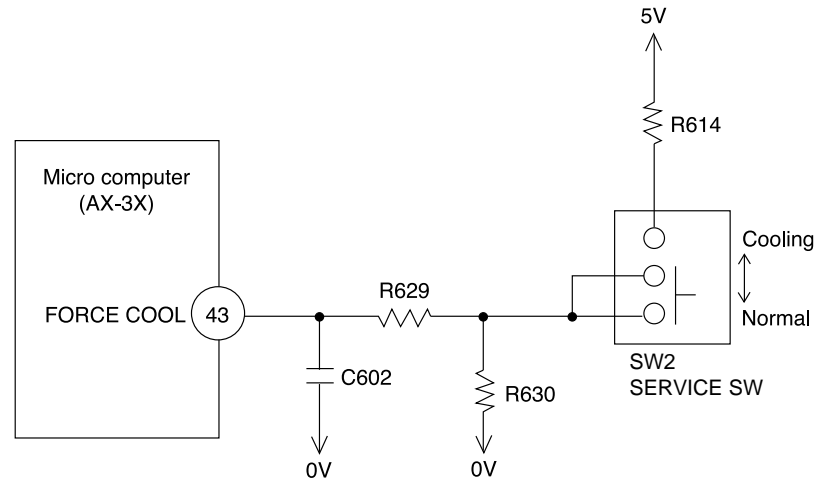 5V
R614
Micro computer
(AX-3X)
Cooling
R629
FORCE COOL 43
Normal
SW2
C602
R630
SERVICE SW
0V
0V